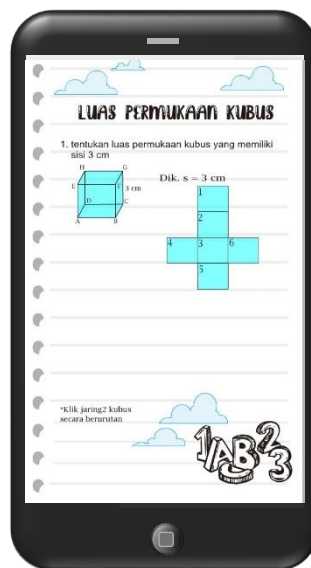 LUAS PERMUKAAN KUBUS
1. tentukan luas permukaan kubus yang memiliki
sisi 3 cm
H G
E F 3 cm
D C
A B
Dik. s = 3 cm
1
2
4 3 6
5
*Klik jaring2 kubus
secara berurutan
1 A B 2 3